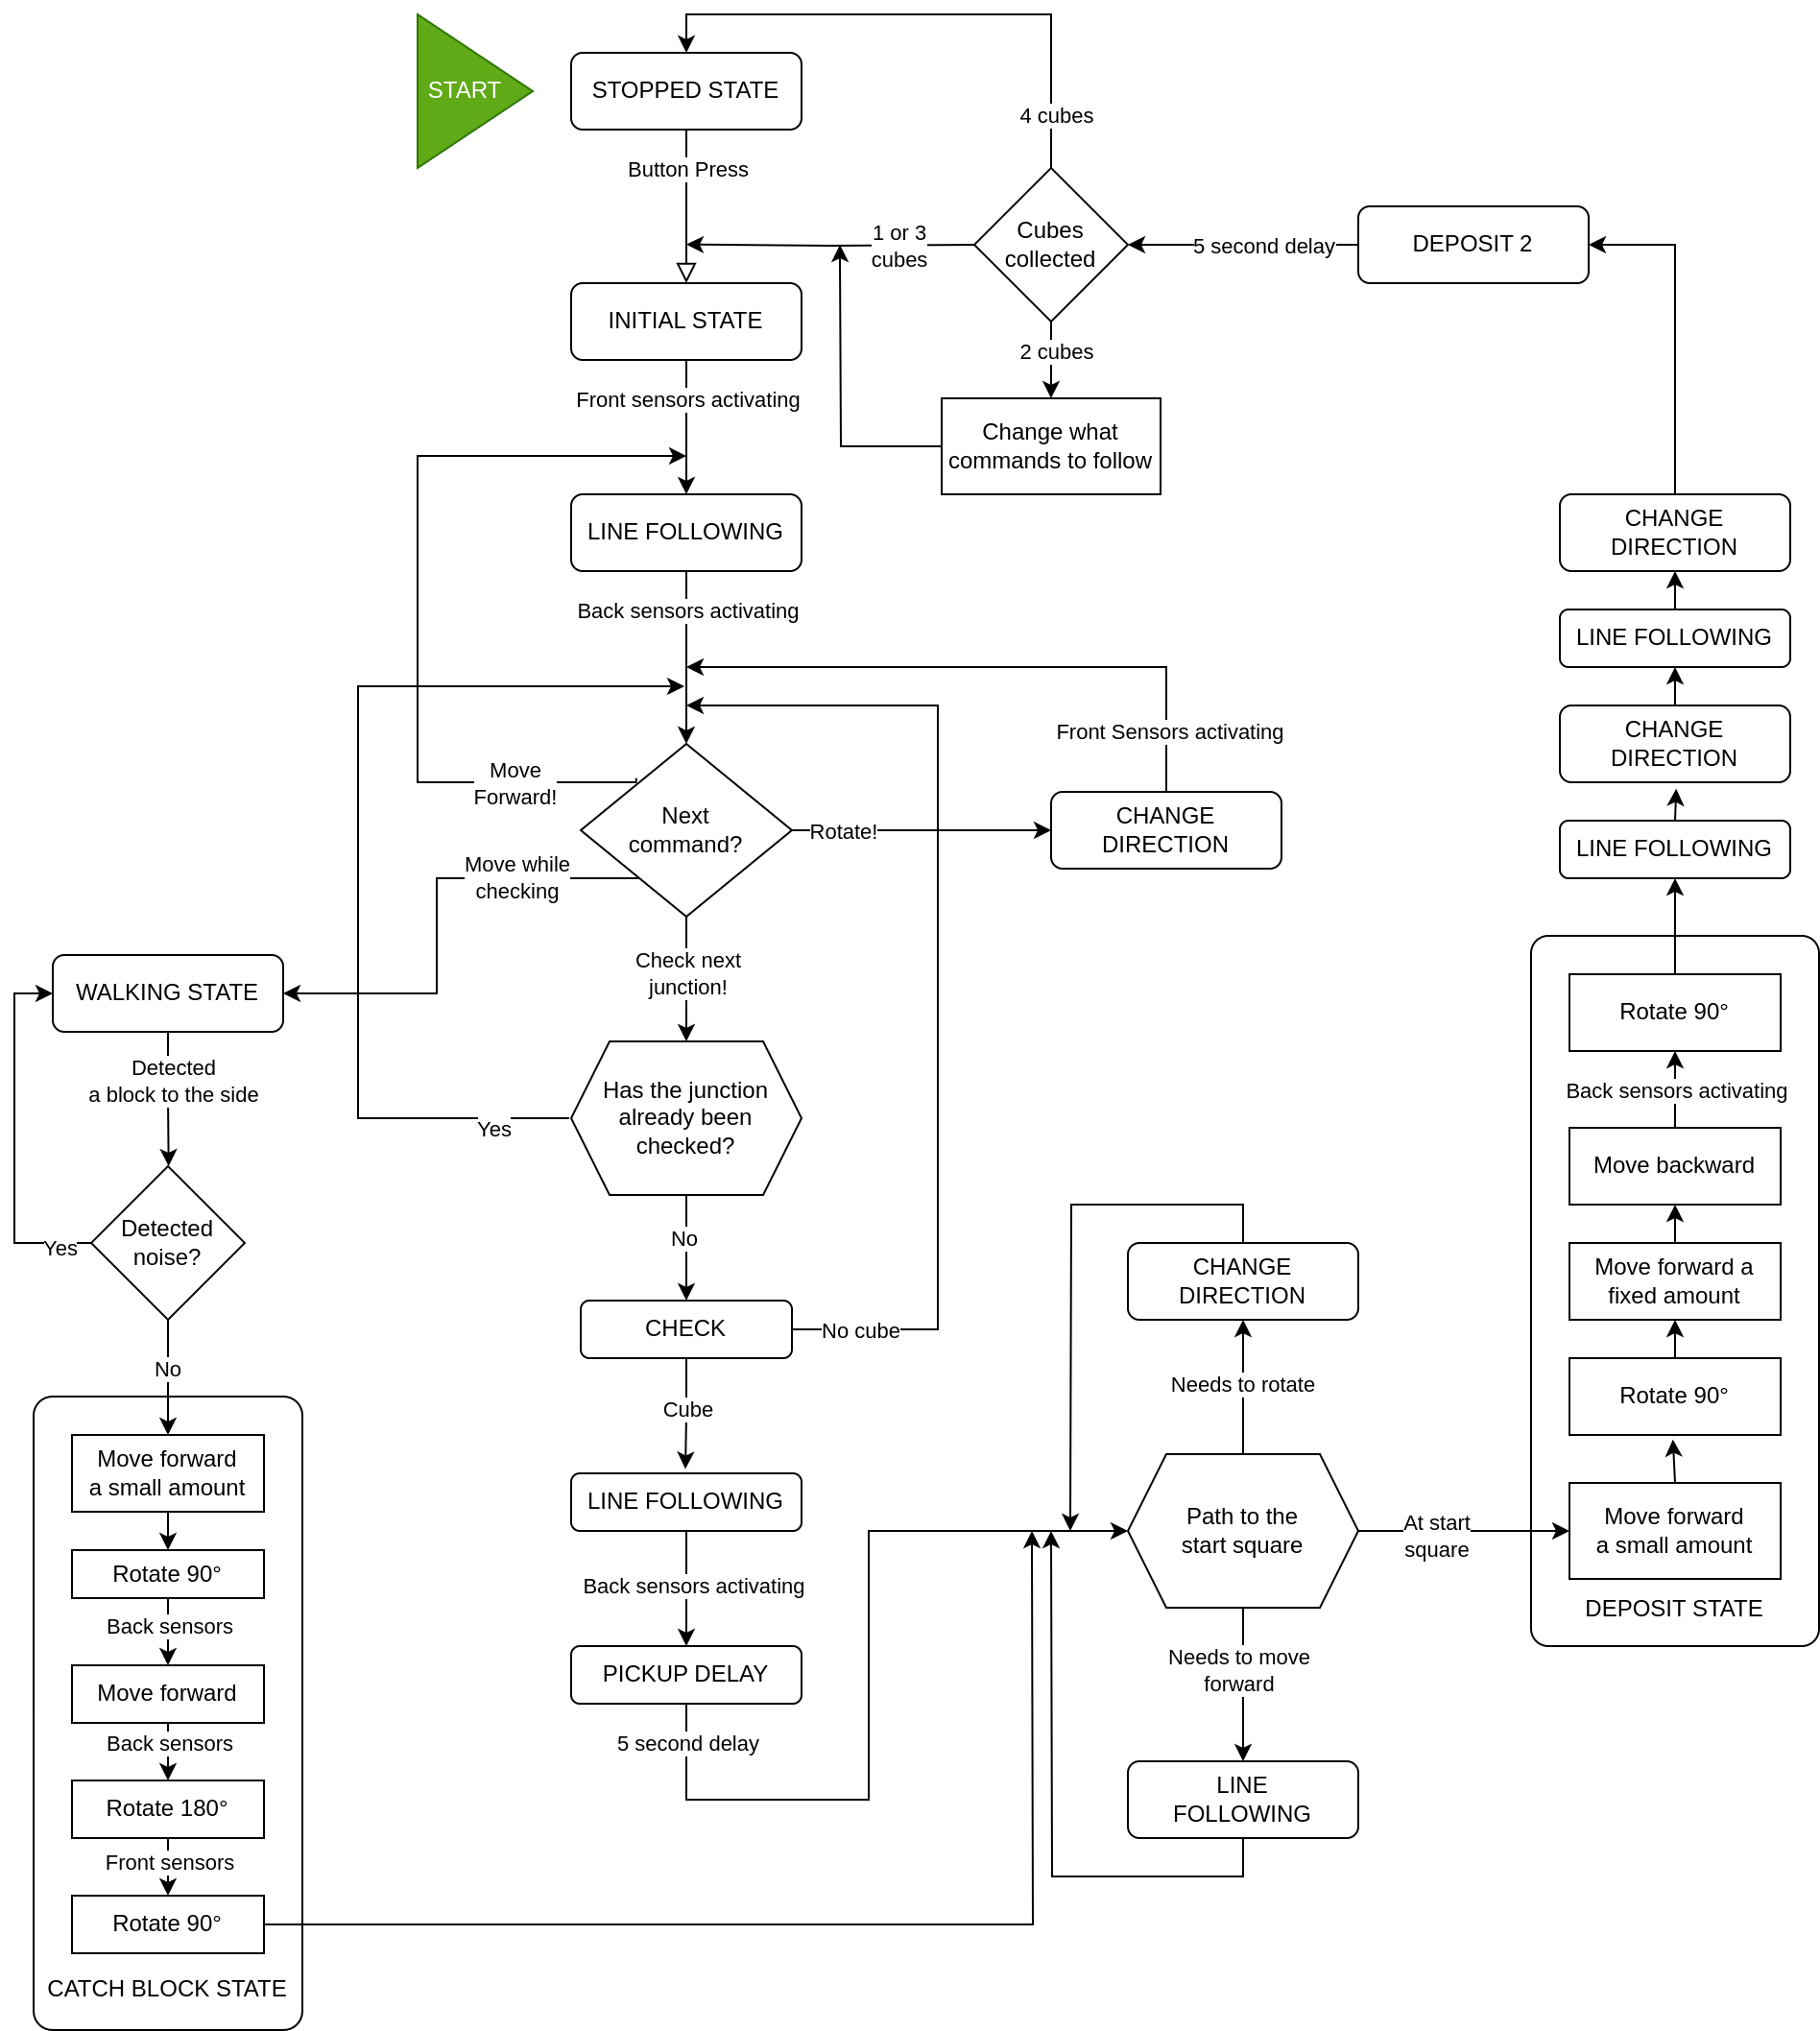 START
STOPPED STATE
4 cubes
Button Press
1 or 3
cubes
Cubes
collected
5 second delay
DEPOSIT 2
INITIAL STATE
2 cubes
Front sensors activating
Change what
commands to follow
LINE FOLLOWING
CHANGE
DIRECTION
Back sensors activating
LINE FOLLOWING
Front Sensors activating
CHANGE
DIRECTION
Move
Forward!
Next
command?
Rotate!
CHANGE
DIRECTION
LINE FOLLOWING
Move while
checking
Check next
junction!
WALKING STATE
Rotate 90°
Detected
a block to the side
Has the junction
already been
checked?
Yes
Back sensors activating
Move backward
Detected
noise?
Yes
No
CHANGE
DIRECTION
Move forward a
fixed amount
CHECK
No cube
No
Needs to rotate
Rotate 90°
Cube
Move forward
a small amount
LINE FOLLOWING
Path to the
start square
At start
square
Move forward
a small amount
Rotate 90°
Back sensors activating
DEPOSIT STATE
Back sensors
Needs to move
forward
Move forward
PICKUP DELAY
Back sensors
5 second delay
Rotate 180°
LINE
FOLLOWING
Front sensors
Rotate 90°
CATCH BLOCK STATE